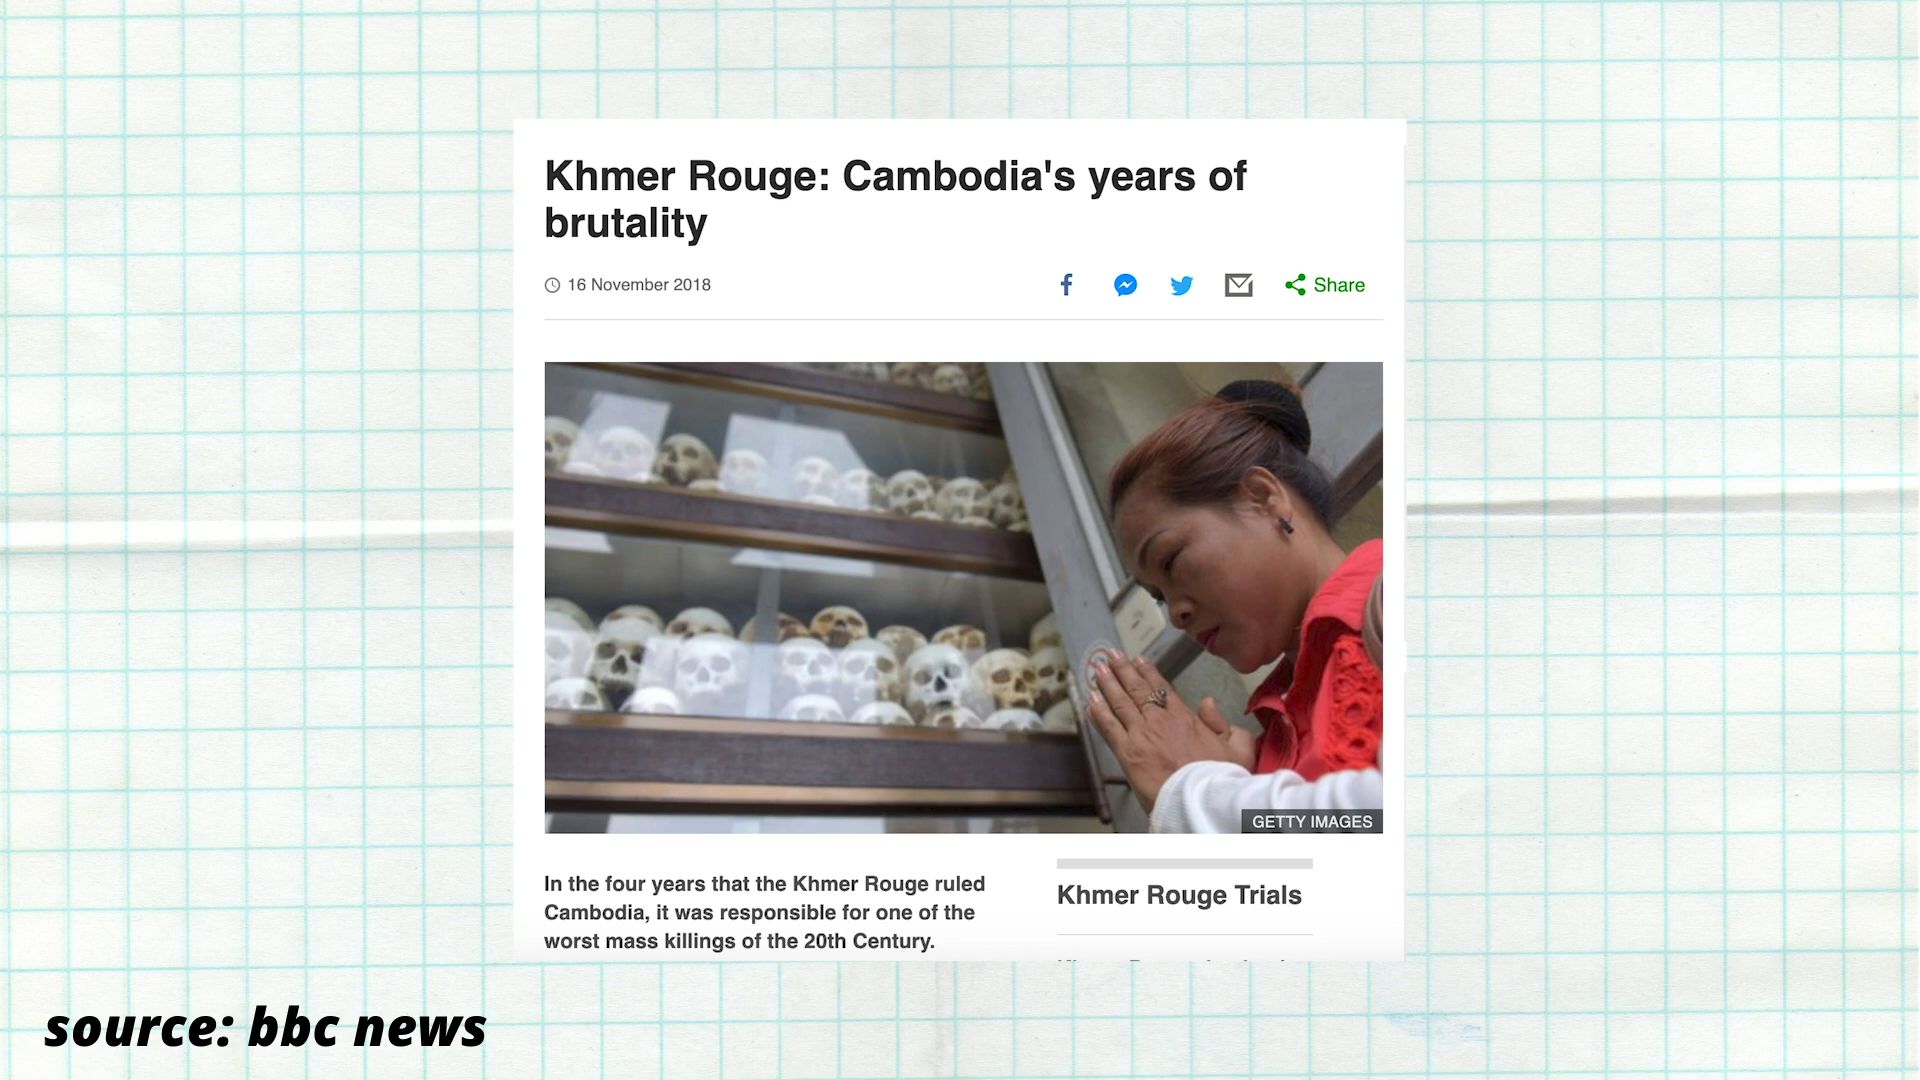 Khmer Rouge: Cambodia's years of
brutality
16 November 2018
Share
GETTY IMAGES
In the four years that the Khmer Rouge ruled
Cambodia, it was responsible for one of the
worst mass killings of the 20th Century.
Khmer Rouge Trials
source: bbc news